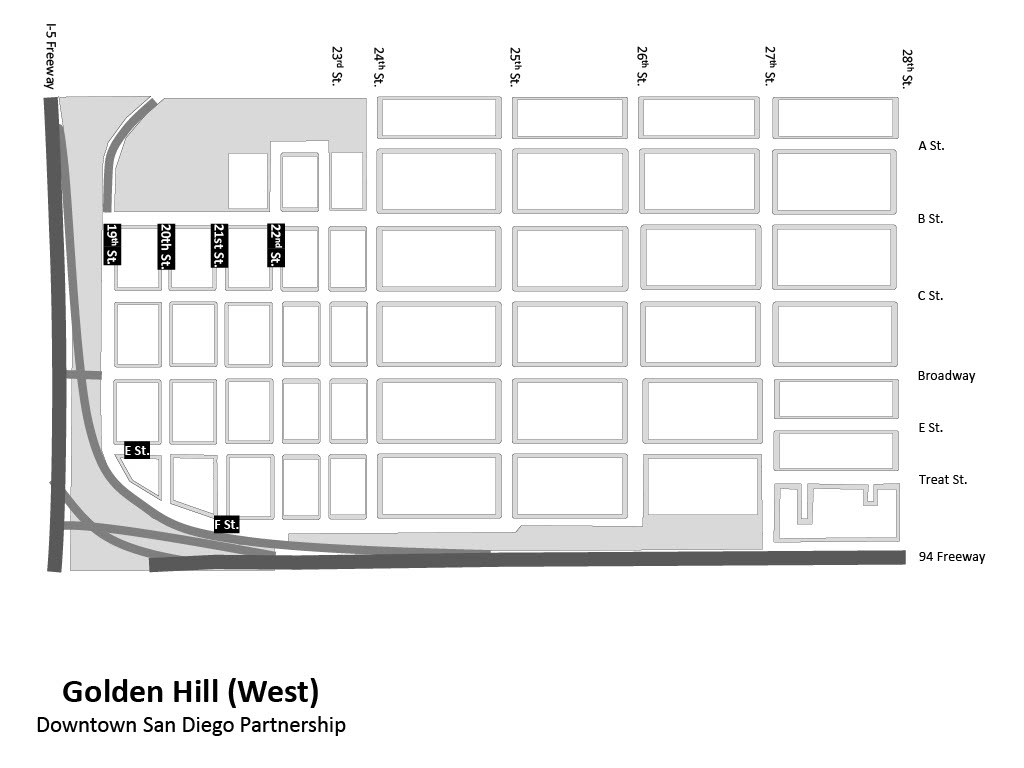 I-5 Freeway
23rd St.
24th St.
25th St.
26th St.
27th St.
28th St.
A St.
B St.
19th St.
20th St.
21st St.
22nd St.
C St.
Broadway
E St.
E St.
Treat St.
F St.
94 Freeway
Golden Hill (West)
Downtown San Diego Partnership